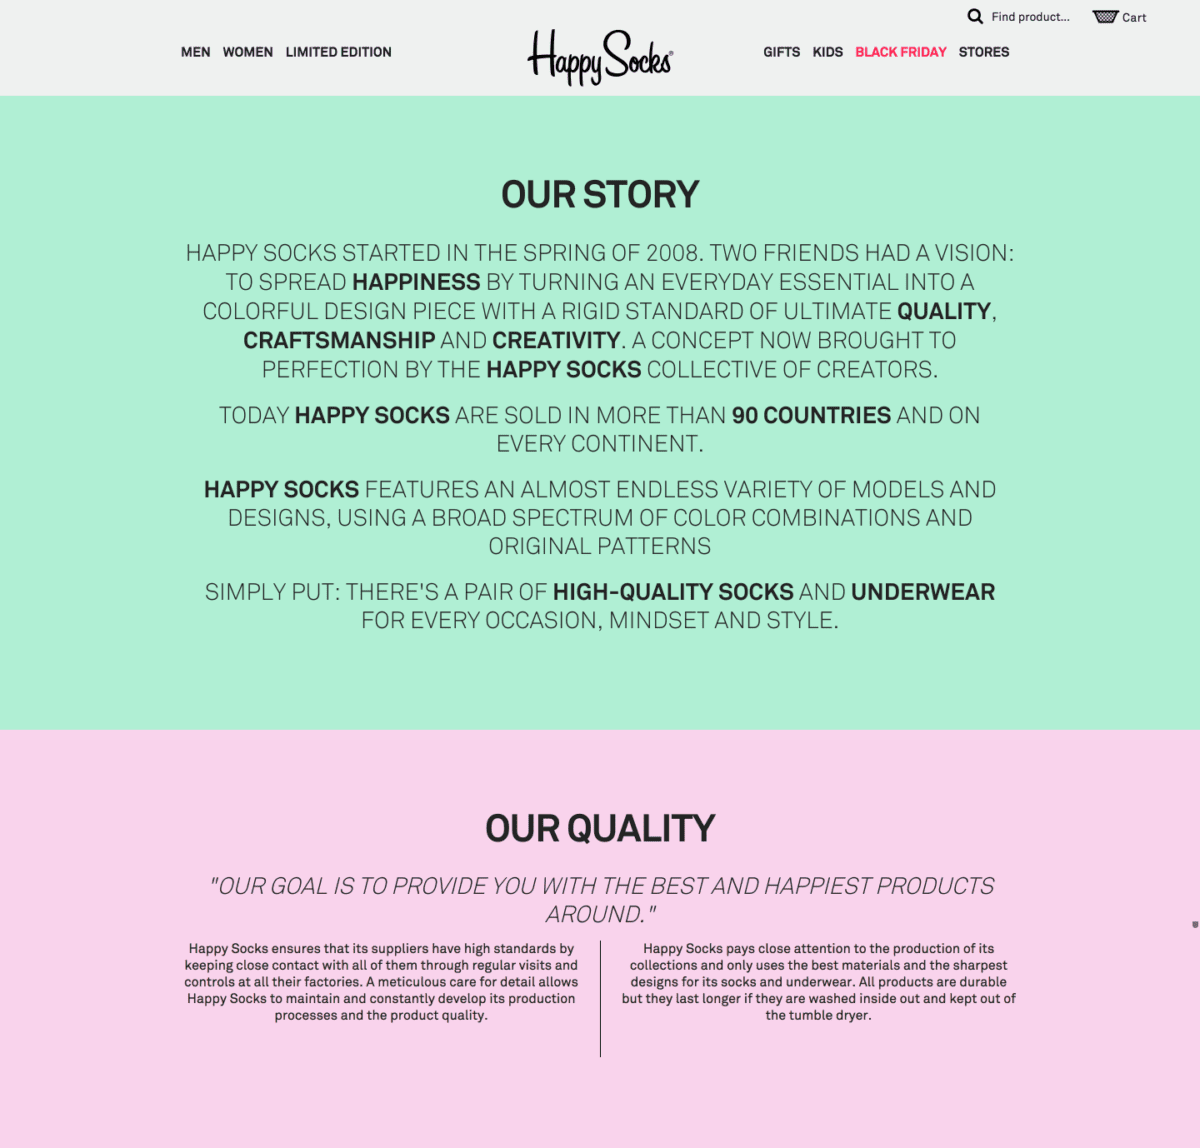 Find product...
Cart
MEN WOMEN LIMITED EDITION
Happy Socks®
GIFTS KIDS BLACK FRIDAY STORES
OUR STORY
HAPPY SOCKS STARTED IN THE SPRING OF 2008. TWO FRIENDS HAD A VISION:
TO SPREAD HAPPINESS BY TURNING AN EVERYDAY ESSENTIAL INTO A
COLORFUL DESIGN PIECE WITH A RIGID STANDARD OF ULTIMATE QUALITY,
CRAFTSMANSHIP AND CREATIVITY. A CONCEPT NOW BROUGHT TO
PERFECTION BY THE HAPPY SOCKS COLLECTIVE OF CREATORS.
TODAY HAPPY SOCKS ARE SOLD IN MORE THAN 90 COUNTRIES AND ON
EVERY CONTINENT.
HAPPY SOCKS FEATURES AN ALMOST ENDLESS VARIETY OF MODELS AND
DESIGNS, USING A BROAD SPECTRUM OF COLOR COMBINATIONS AND
ORIGINAL PATTERNS
SIMPLY PUT: THERE'S A PAIR OF HIGH-QUALITY SOCKS AND UNDERWEAR
FOR EVERY OCCASION, MINDSET AND STYLE.
OUR QUALITY
"OUR GOAL IS TO PROVIDE YOU WITH THE BEST AND HAPPIEST PRODUCTS
AROUND."
Happy Socks ensures that its suppliers have high standards by
keeping close contact with all of them through regular visits and
controls at all their factories. A meticulous care for detail allows
Happy Socks to maintain and constantly develop its production
processes and the product quality.
Happy Socks pays close attention to the production of its
collections and only uses the best materials and the sharpest
designs for its socks and underwear. All products are durable
but they last longer if they are washed inside out and kept out of
the tumble dryer.